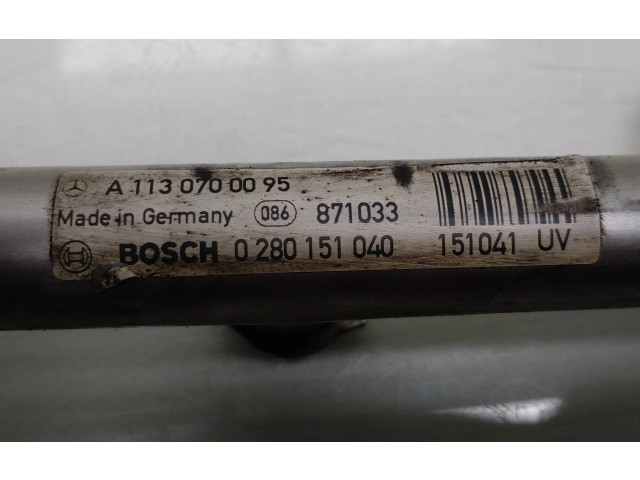 A 113 070 00 95
Made in Germany 086 871033
BOSCH 0 280 151 040 151041 UV